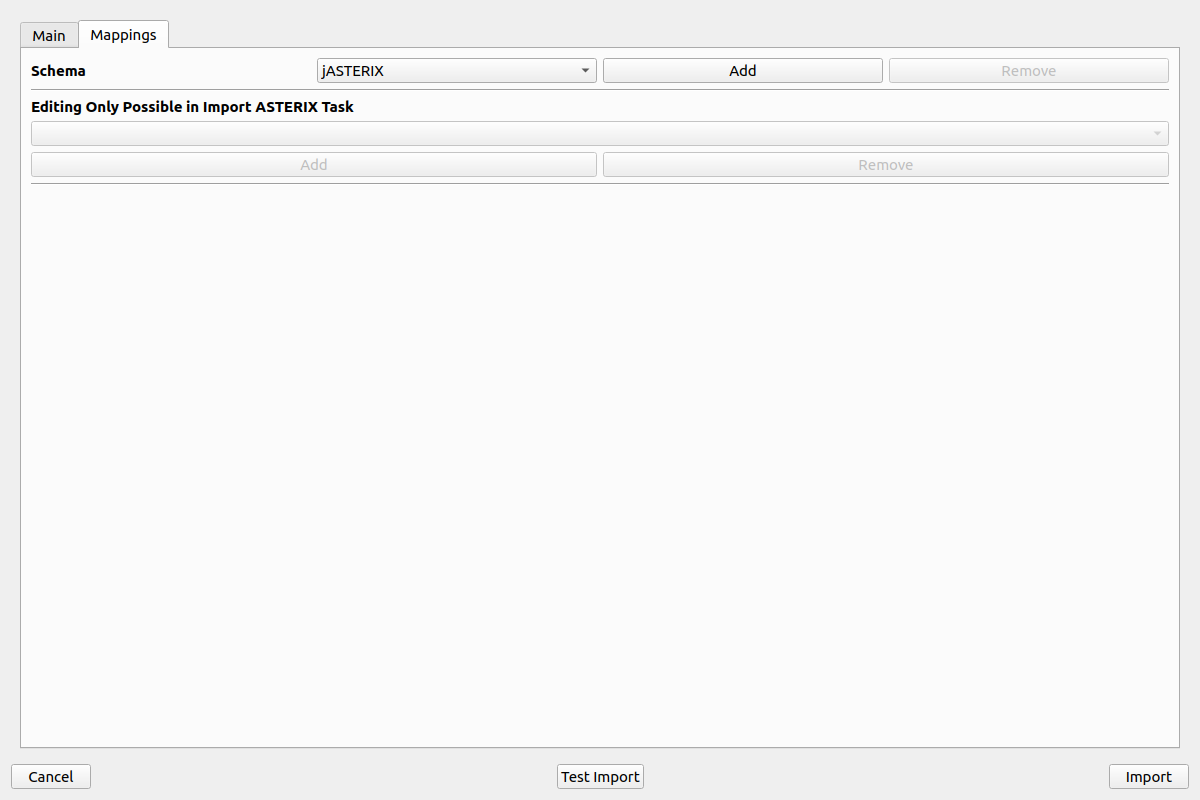 Main Mappings
Schema jASTERIX Add Remove
Editing Only Possible in Import ASTERIX Task
Add Remove
Cancel Test Import Import